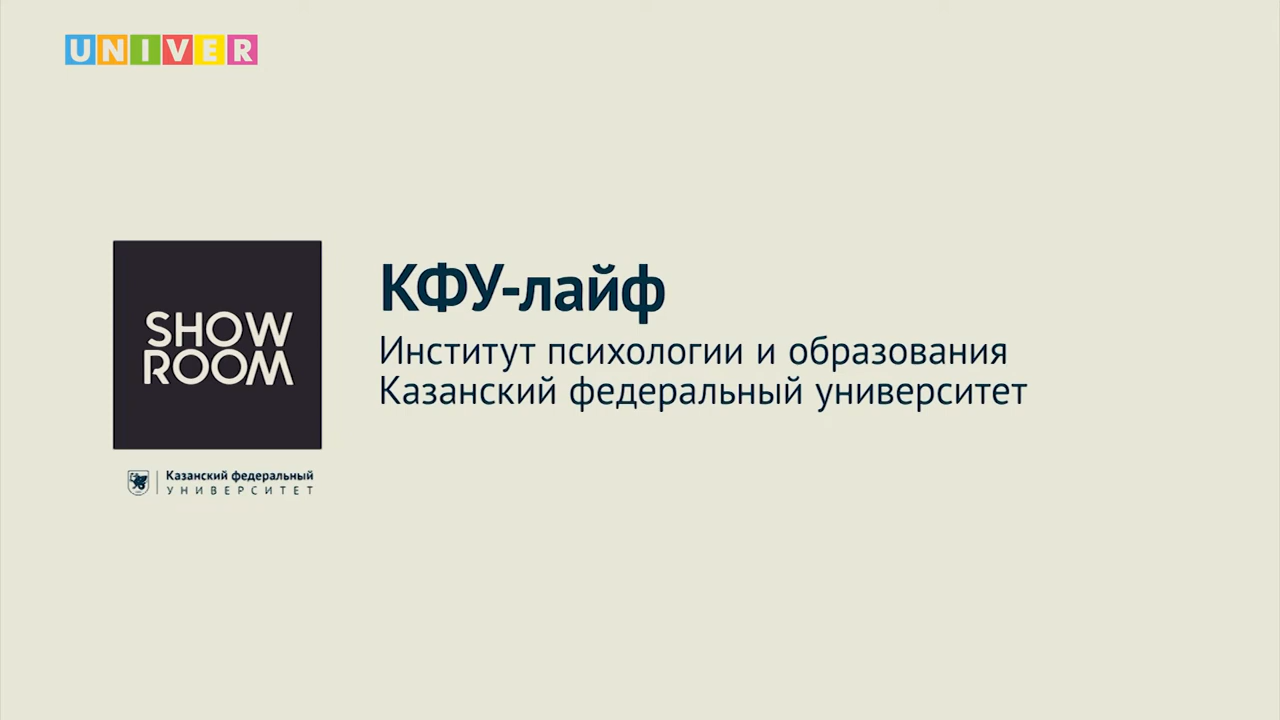 UNIVER
SHOW
ROOM
КФУ-лайф
Институт психологии и образования
Казанский федеральный университет
Казанский федеральный
УНИВЕРСИТЕТ